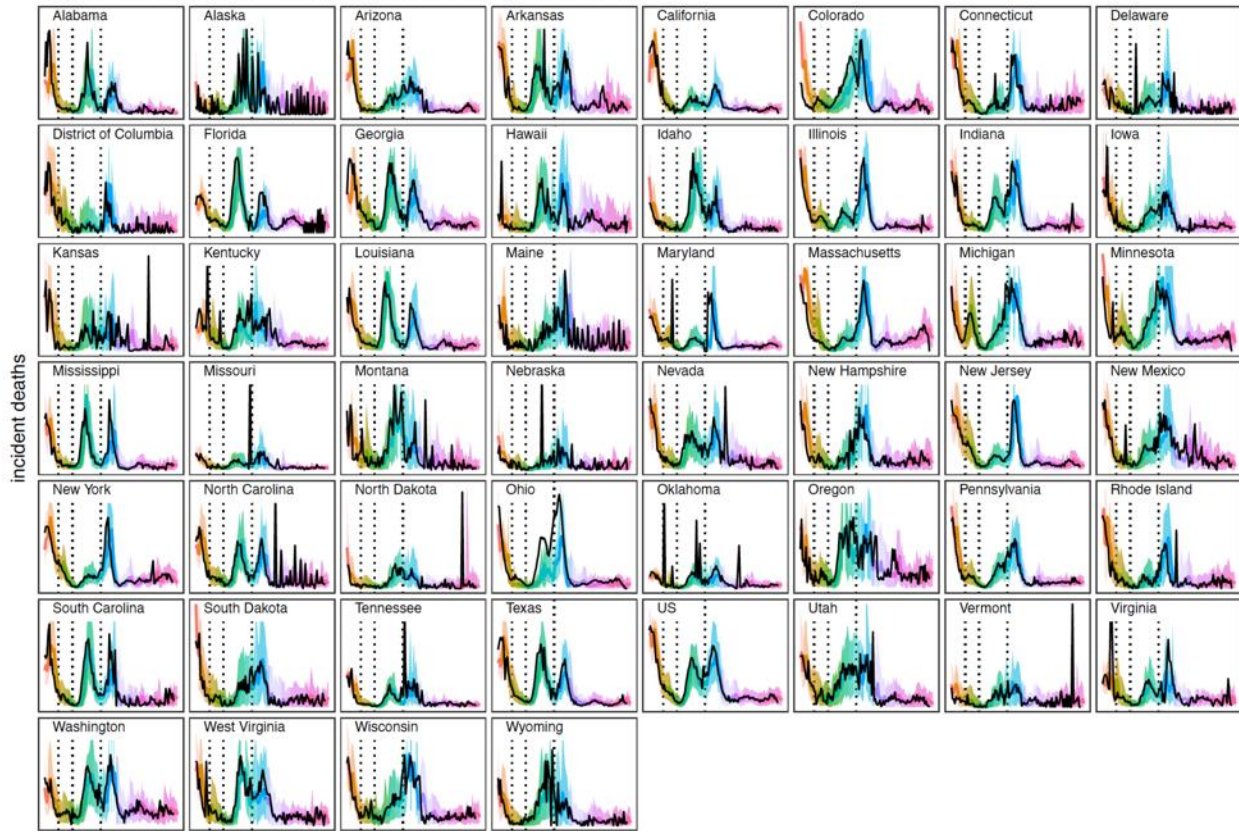 Alabama Alaska Arizona Arkansas California Colorado Connecticut Delaware
District of Columbia Florida Georgia Hawaii Idaho Illinois Indiana Iowa
Kansas Kentucky Louisiana Maine Maryland Massachusetts Michigan Minnesota
Mississippi Missouri Montana Nebraska Nevada New Hampshire New Jersey New Mexico
incident deaths
New York North Carolina North Dakota Ohio Oklahoma Oregon Pennsylvania Rhode Island
South Carolina South Dakota Tennessee Texas US Utah Vermont Virginia
Washington West Virginia Wisconsin Wyoming